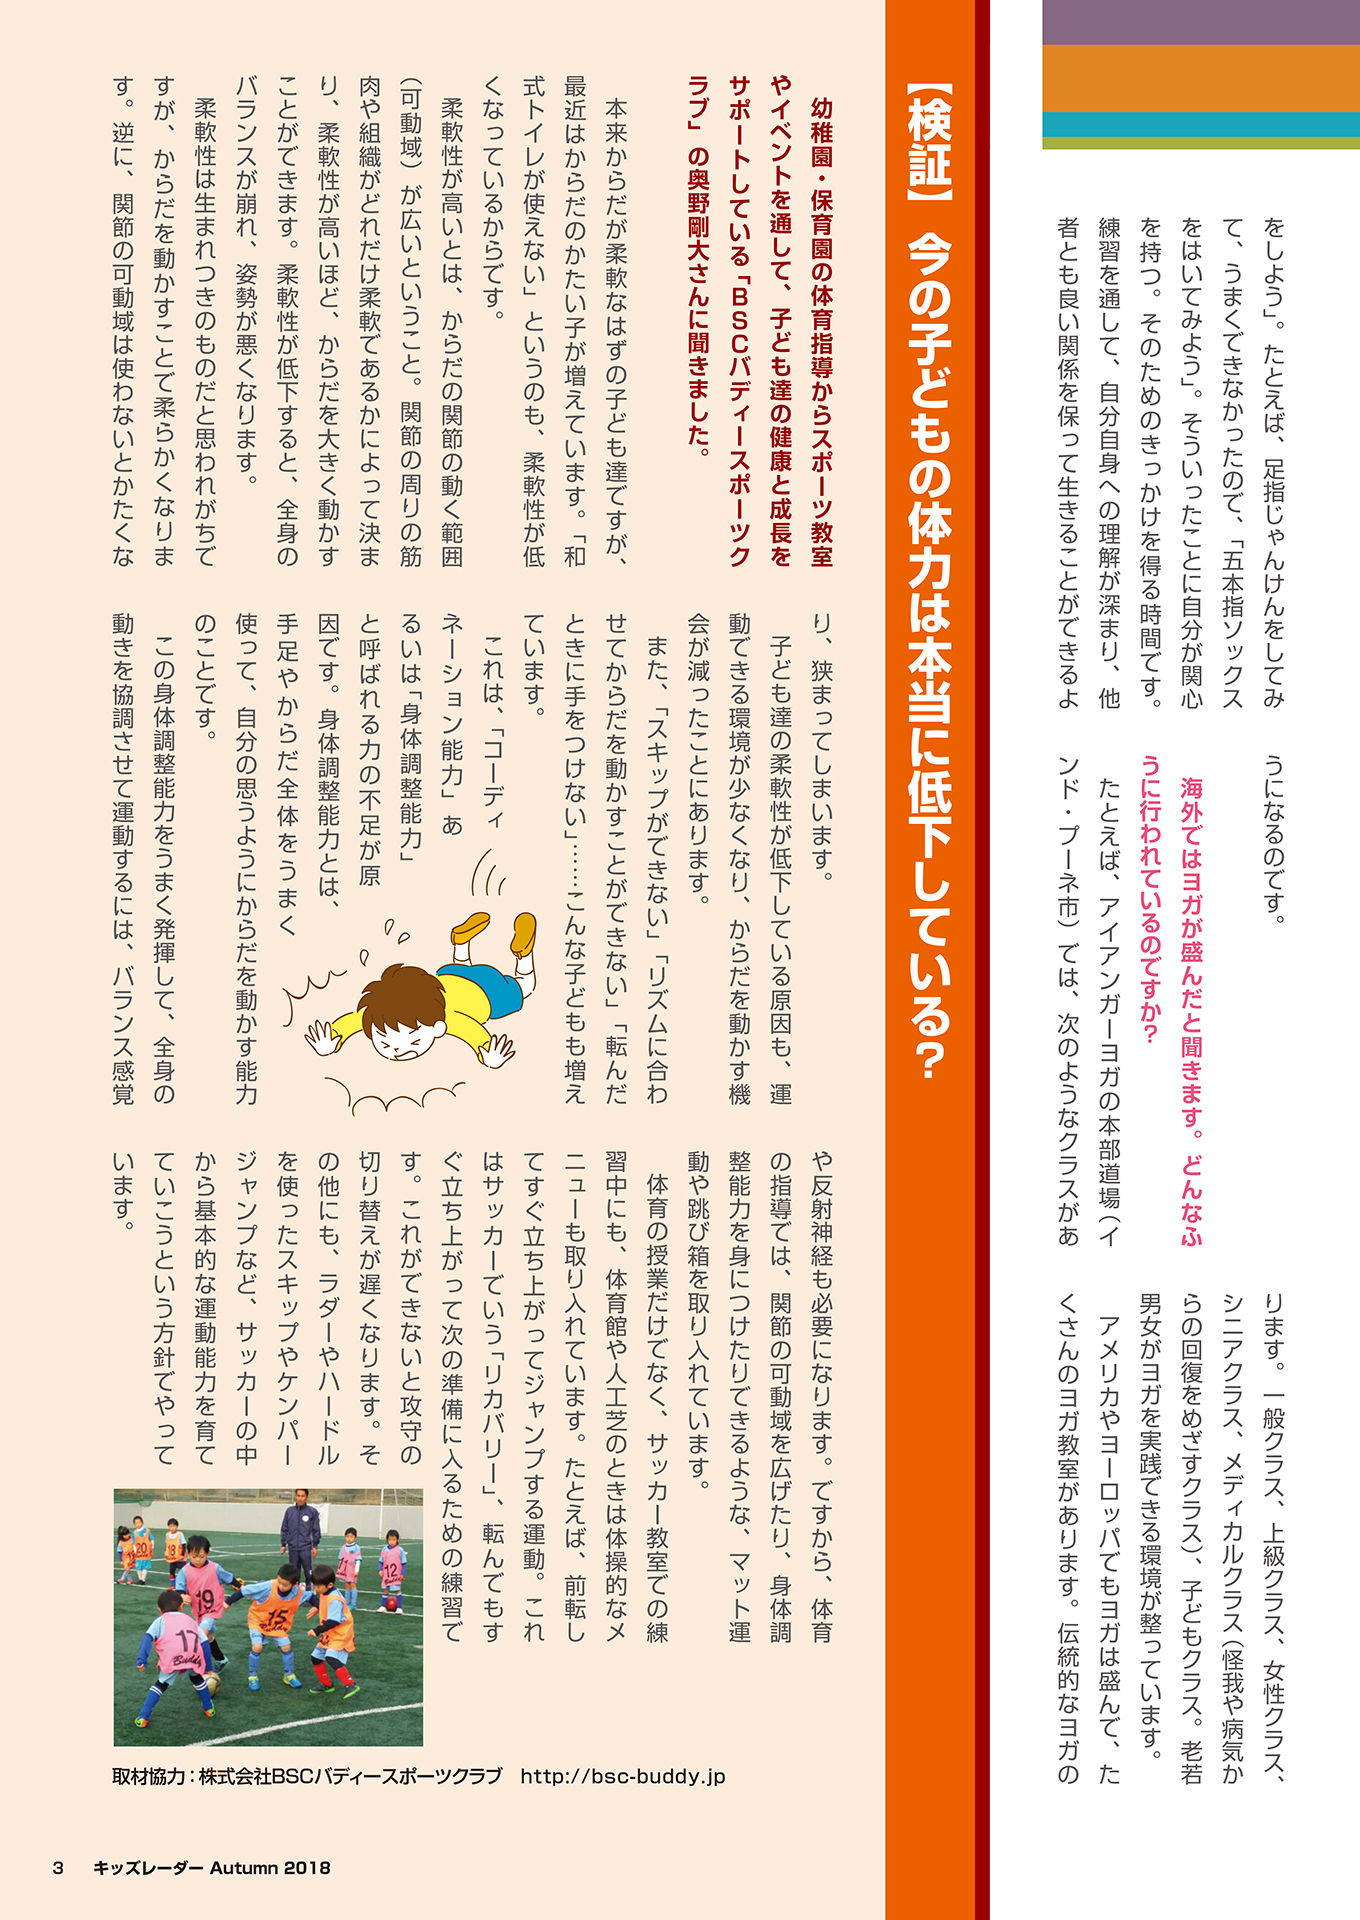 をしよう」。たとえば、足指じゃんけんをしてみ
て、うまくできなかったので、「五本指ソックス
をはいてみよう」。そういったことに自分が関心
を持つ。そのためのきっかけを得る時間です。
練習を通して、自分自身への理解が深まり、他
者とも良い関係を保って生きることができるよ
うになるのです。
海外ではヨガが盛んだと聞きます。どんなふ
うに行われているのですか？
たとえば、アイアンガーヨガの本部道場（イ
ンド・プーネ市）では、次のようなクラスがあ
ります。一般クラス、上級クラス、女性クラス、
シニアクラス、メディカルクラス（怪我や病気か
らの回復をめざすクラス）、子どもクラス。老若
男女がヨガを実践できる環境が整っています。
アメリカやヨーロッパでもヨガは盛んで、た
くさんのヨガ教室があります。伝統的なヨガの
【検証】今の子どもの体力は本当に低下している？
幼稚園・保育園の体育指導からスポーツ教室
やイベントを通して、子ども達の健康と成長を
サポートしている「ＢＳＣバディースポーツク
ラブ」の奥野剛大さんに聞きました。
本来からだが柔軟なはずの子ども達ですが、
最近はからだのかたい子が増えています。「和
式トイレが使えない」というのも、柔軟性が低
くなっているからです。
柔軟性が高いとは、からだの関節の動く範囲
（可動域）が広いということ。関節の周りの筋
肉や組織がどれだけ柔軟であるかによって決ま
り、柔軟性が高いほど、からだを大きく動かす
ことができます。柔軟性が低下すると、全身の
バランスが崩れ、姿勢が悪くなります。
柔軟性は生まれつきのものだと思われがちで
すが、からだを動かすことで柔らかくなりま
す。逆に、関節の可動域は使わないとかたくな
り、狭まってしまいます。
子ども達の柔軟性が低下している原因も、運
動できる環境が少なくなり、からだを動かす機
会が減ったことにあります。
また、「スキップができない」「リズムに合わ
せてからだを動かすことができない」「転んだ
ときに手をつけない」……こんな子どもも増え
ています。
これは、「コーディ
ネーション能力」あ
るいは「身体調整能力」
と呼ばれる力の不足が原
因です。身体調整能力とは、
手足やからだ全体をうまく
使って、自分の思うようにからだを動かす能力
のことです。
この身体調整能力をうまく発揮して、全身の
動きを協調させて運動するには、バランス感覚
や反射神経も必要になります。ですから、体育
の指導では、関節の可動域を広げたり、身体調
整能力を身につけたりできるような、マット運
動や跳び箱を取り入れています。
体育の授業だけでなく、サッカー教室での練
習中にも、体育館や人工芝のときは体操的なメ
ニューも取り入れています。たとえば、前転し
てすぐ立ち上がってジャンプする運動。これ
はサッカーでいう「リカバリー」、転んでもす
ぐ立ち上がって次の準備に入るための練習で
す。これができないと攻守の
切り替えが遅くなります。そ
の他にも、ラダーやハードル
を使ったスキップやケンパー
ジャンプなど、サッカーの中
から基本的な運動能力を育て
ていこうという方針でやって
います。
20
18
19
17
15
Buddy
Buddy
11
12
取材協力：株式会社BSCバディースポーツクラブ　http://bsc-buddy.jp
3　キッズレーダー Autumn 2018